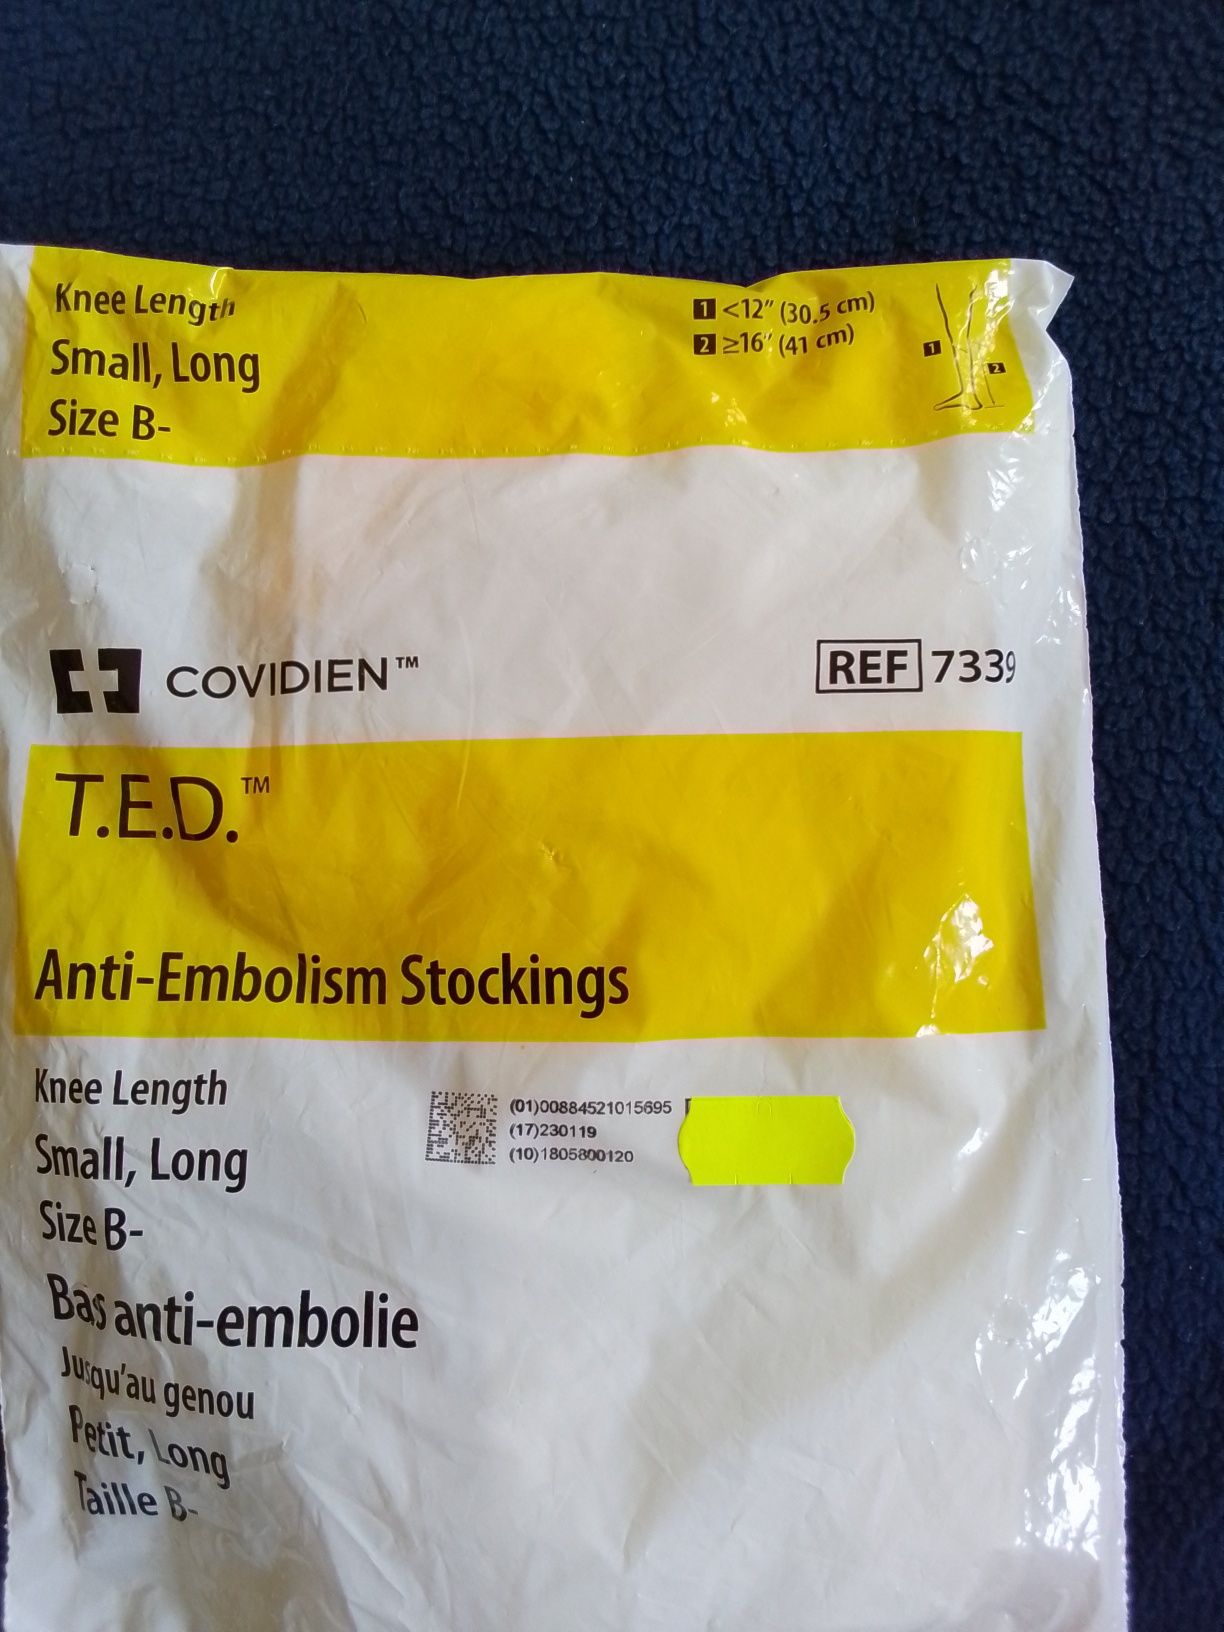 Knee Length
Small, Long
Size B-
1 <12" (30.5 cm)
2 ≥16" (41 cm)
1
2
COVIDIEN™
REF 7339
T.E.D.™
Anti-Embolism Stockings
Knee Length
Small, Long
Size B-
(01)00884521015695
(17)230119
(10)1805800120
Bas anti-embolie
Jusqu'au genou
Petit, Long
Taille B-